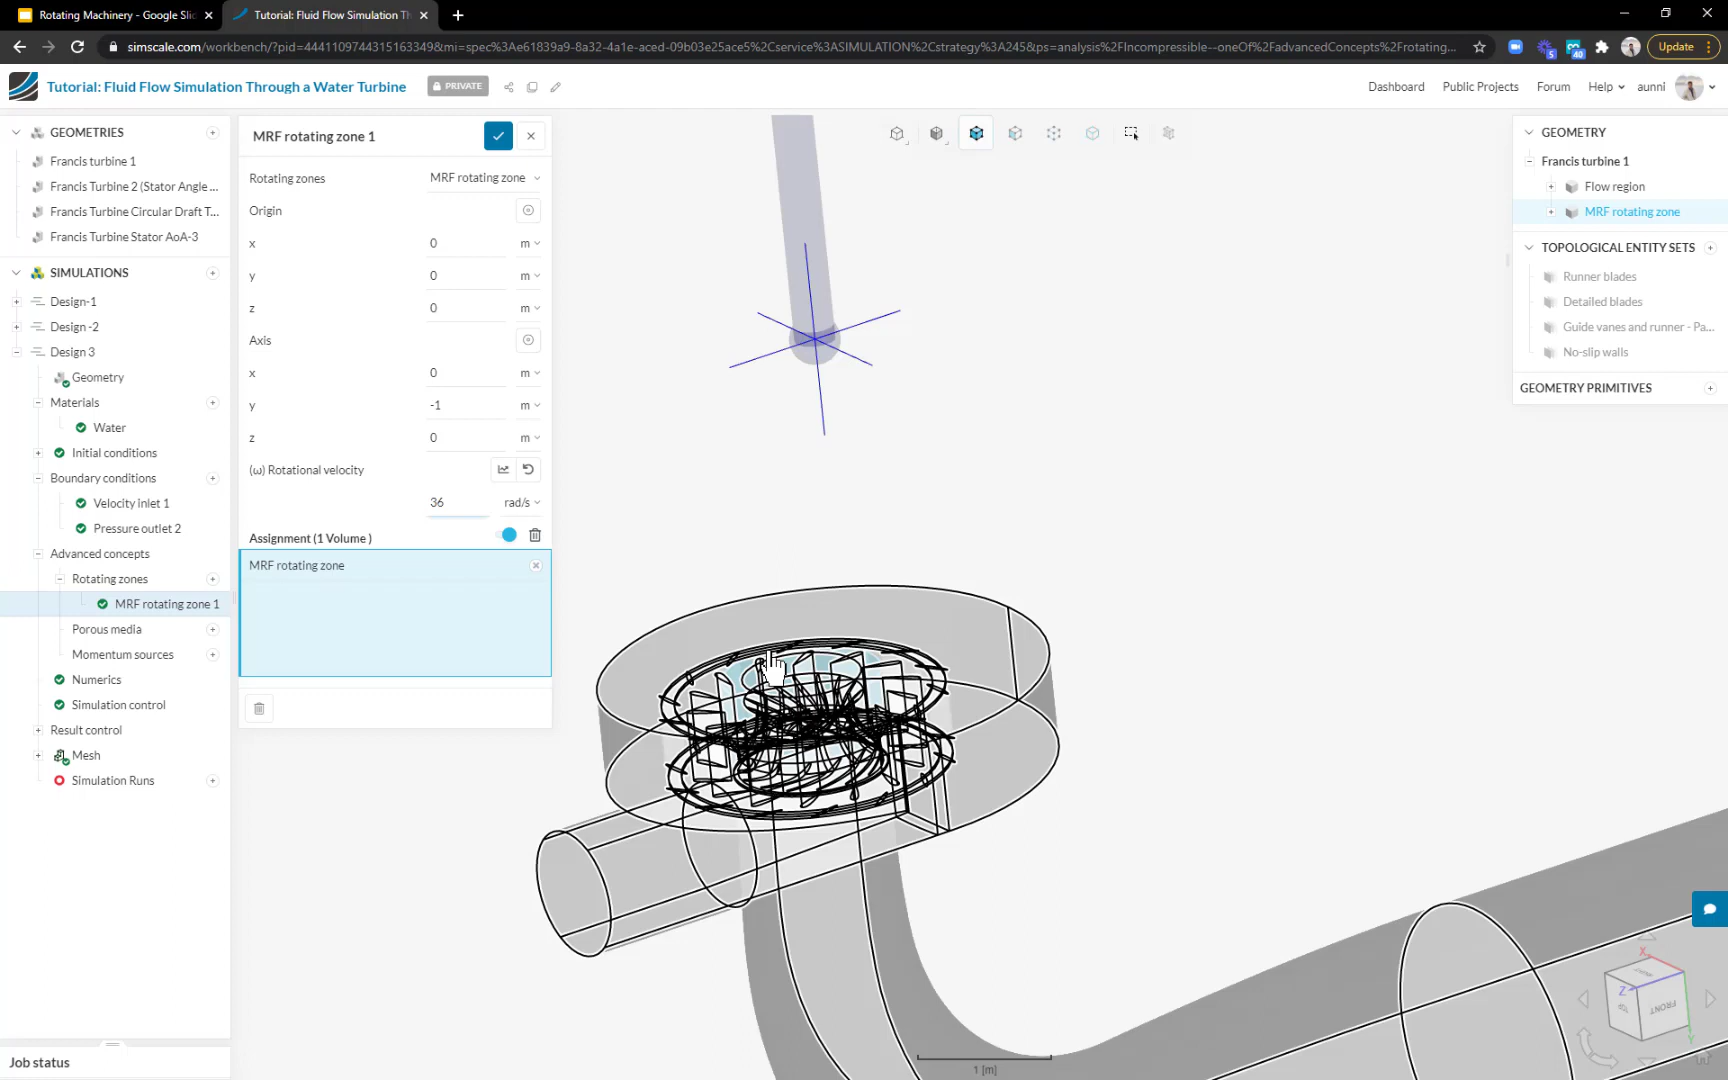 Rotating Machinery - Google Slid
Tutorial: Fluid Flow Simulation Th
simscale.com/workbench/?pid=4441109744315163349&mi=spec%3Ae61839a9-8a32-4a1e-aced-09b03e25ace5%2Cservice%3ASIMULATION%2Cstrategy%3A245&ps=analysis%2FIncompressible--oneOf%2FadvancedConcepts%2Frotating...
5
40
Update
Tutorial: Fluid Flow Simulation Through a Water Turbine
PRIVATE
Dashboard
Public Projects
Forum
Help
aunni
GEOMETRIES
Francis turbine 1
Francis Turbine 2 (Stator Angle ...
Francis Turbine Circular Draft T...
Francis Turbine Stator AoA-3
SIMULATIONS
Design-1
Design -2
Design 3
Geometry
Materials
Water
Initial conditions
Boundary conditions
Velocity inlet 1
Pressure outlet 2
Advanced concepts
Rotating zones
MRF rotating zone 1
Porous media
Momentum sources
Numerics
Simulation control
Result control
Mesh
Simulation Runs
Job status
MRF rotating zone 1
Rotating zones MRF rotating zone
Origin
x 0 m
y 0 m
z 0 m
Axis
x 0 m
y -1 m
z 0 m
(ω) Rotational velocity
36 rad/s
Assignment (1 Volume )
MRF rotating zone
GEOMETRY
Francis turbine 1
Flow region
MRF rotating zone
TOPOLOGICAL ENTITY SETS
Runner blades
Detailed blades
Guide vanes and runner - Pa...
No-slip walls
GEOMETRY PRIMITIVES
1 [m]
X
Z
Y
FRONT